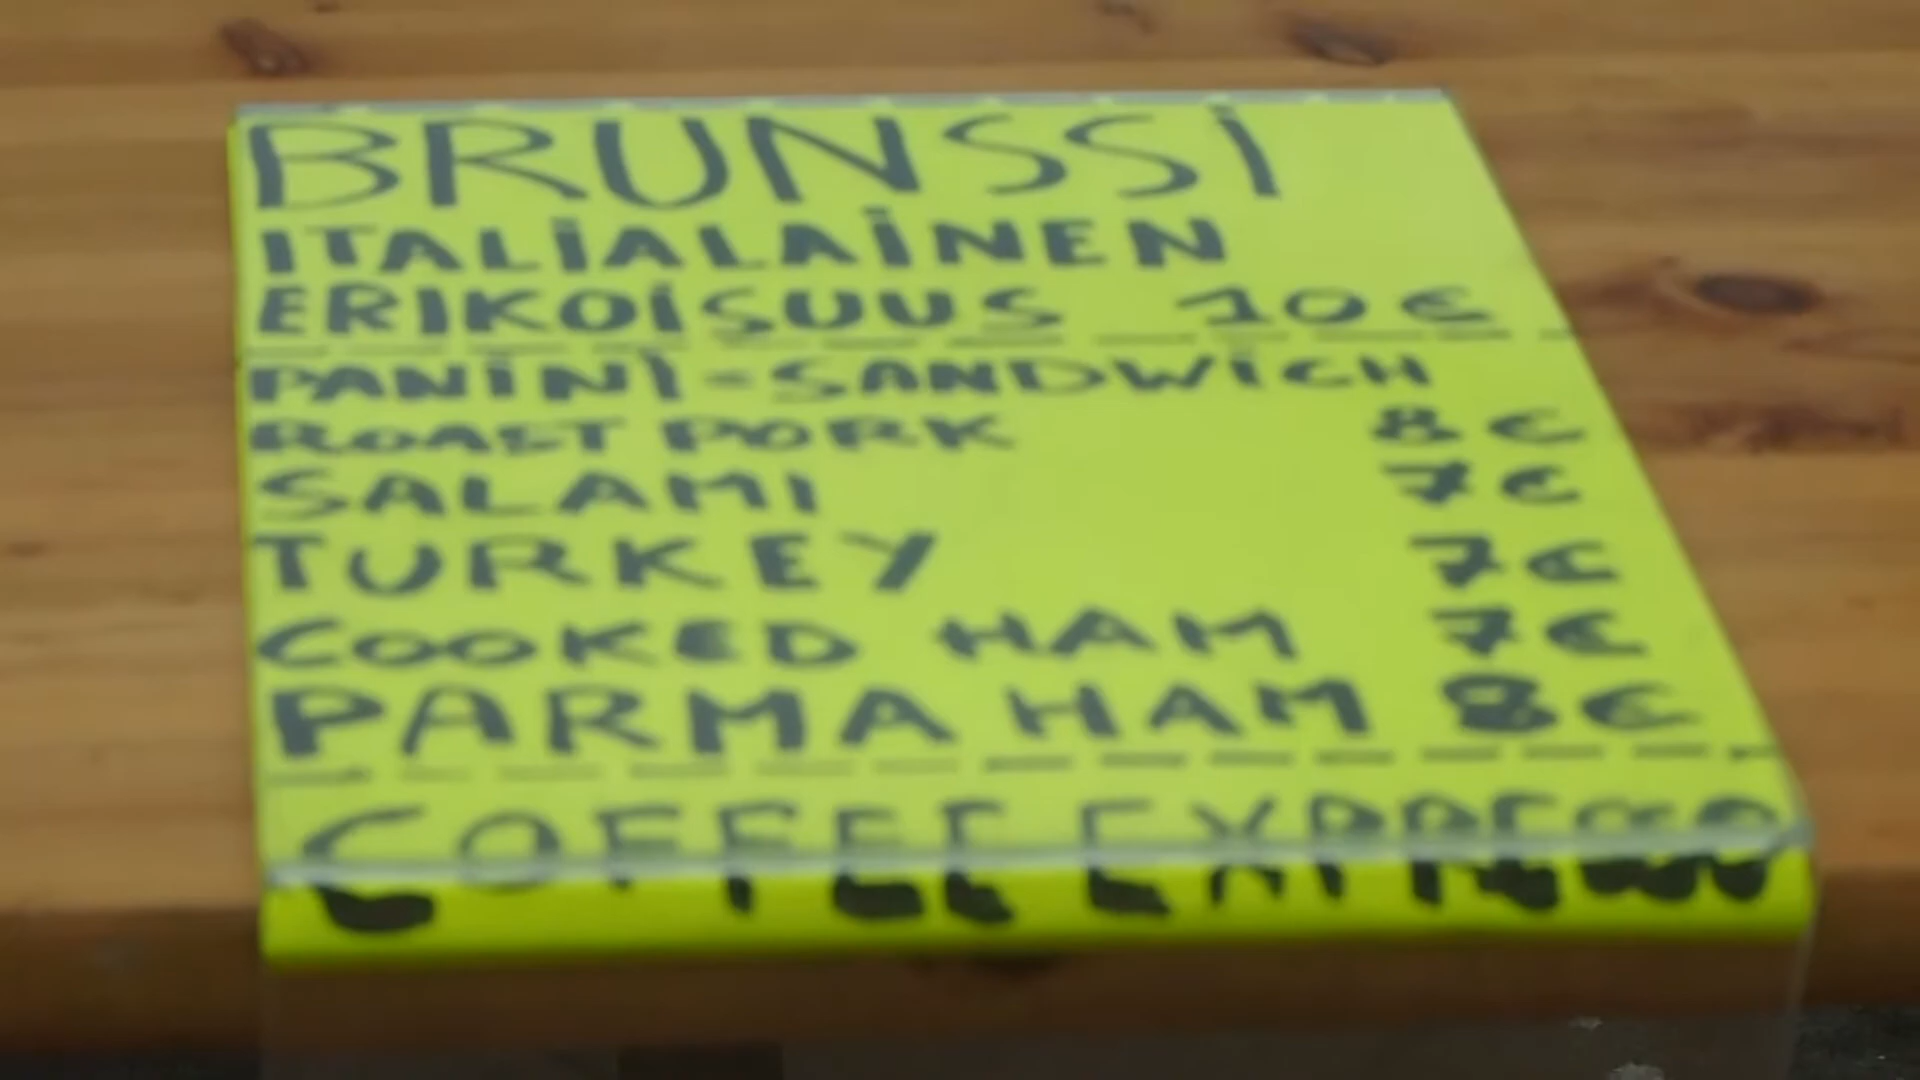 BRUNSSI
ITALIALAINEN
ERIKOISUUS 10€
PANINI-SANDWICH
ROAST PORK 8€
SALAMI 7€
TURKEY 7€
COOKED HAM 7€
PARMA HAM 8€
COFFEE